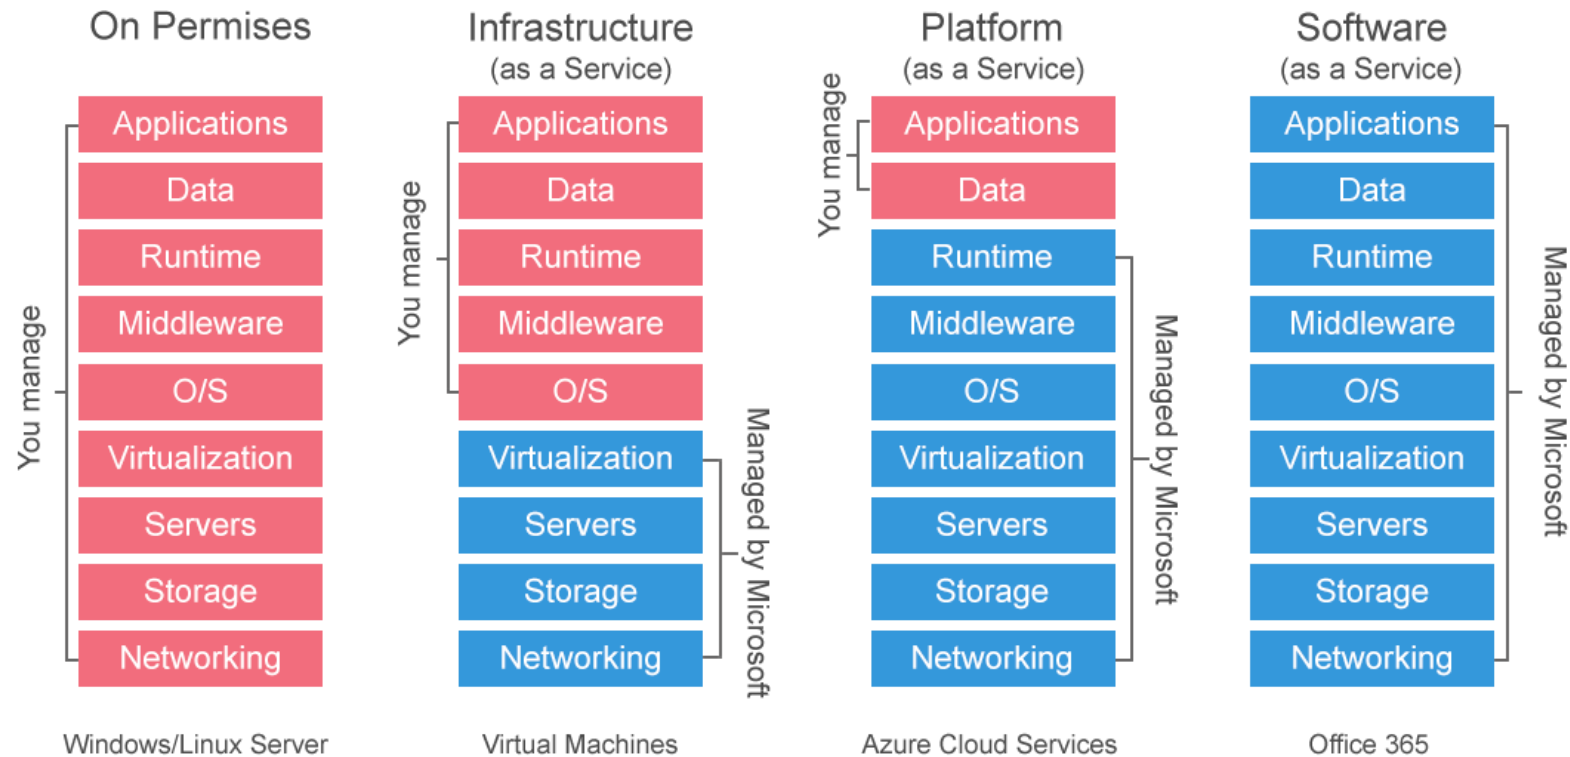 On Permises
You manage
Applications
Data
Runtime
Middleware
O/S
Virtualization
Servers
Storage
Networking
Windows/Linux Server
Infrastructure
(as a Service)
You manage
Applications
Data
Runtime
Middleware
O/S
Virtualization
Servers
Storage
Networking
Managed by Microsoft
Virtual Machines
Platform
(as a Service)
You manage
Applications
Data
Runtime
Middleware
O/S
Virtualization
Servers
Storage
Networking
Managed by Microsoft
Azure Cloud Services
Software
(as a Service)
Applications
Data
Runtime
Middleware
O/S
Virtualization
Servers
Storage
Networking
Managed by Microsoft
Office 365